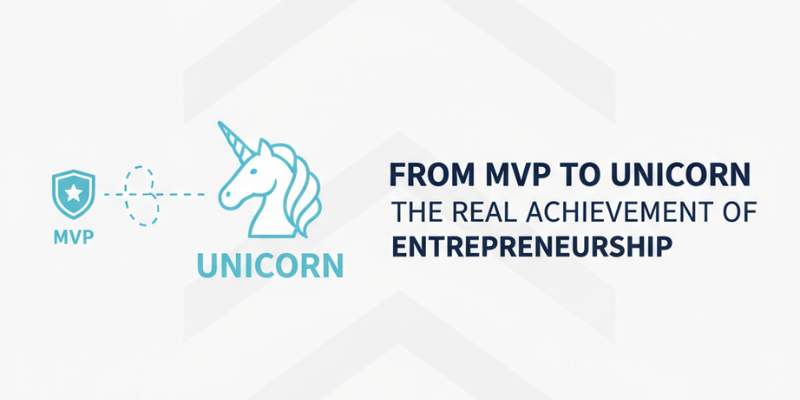 MVP
UNICORN
FROM MVP TO UNICORN
THE REAL ACHIEVEMENT OF
ENTREPRENEURSHIP